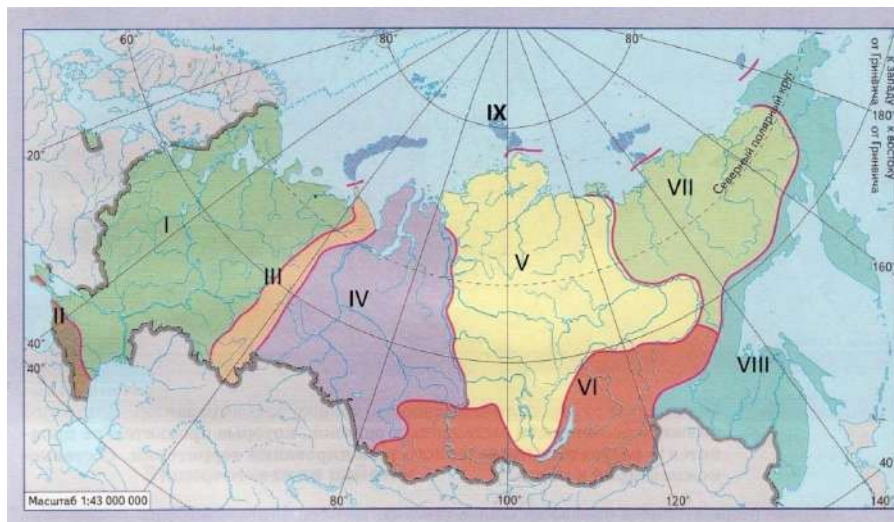 60°
80°
80°
к западу
от Гринвича
к востоку
от Гринвича
IX
180°
Северный полярный круг
20°
VII
I
160°
V
III
IV
II
VIII
40°
VI
40°
40°
Масштаб 1:43 000 000
80°
100°
120°
140°